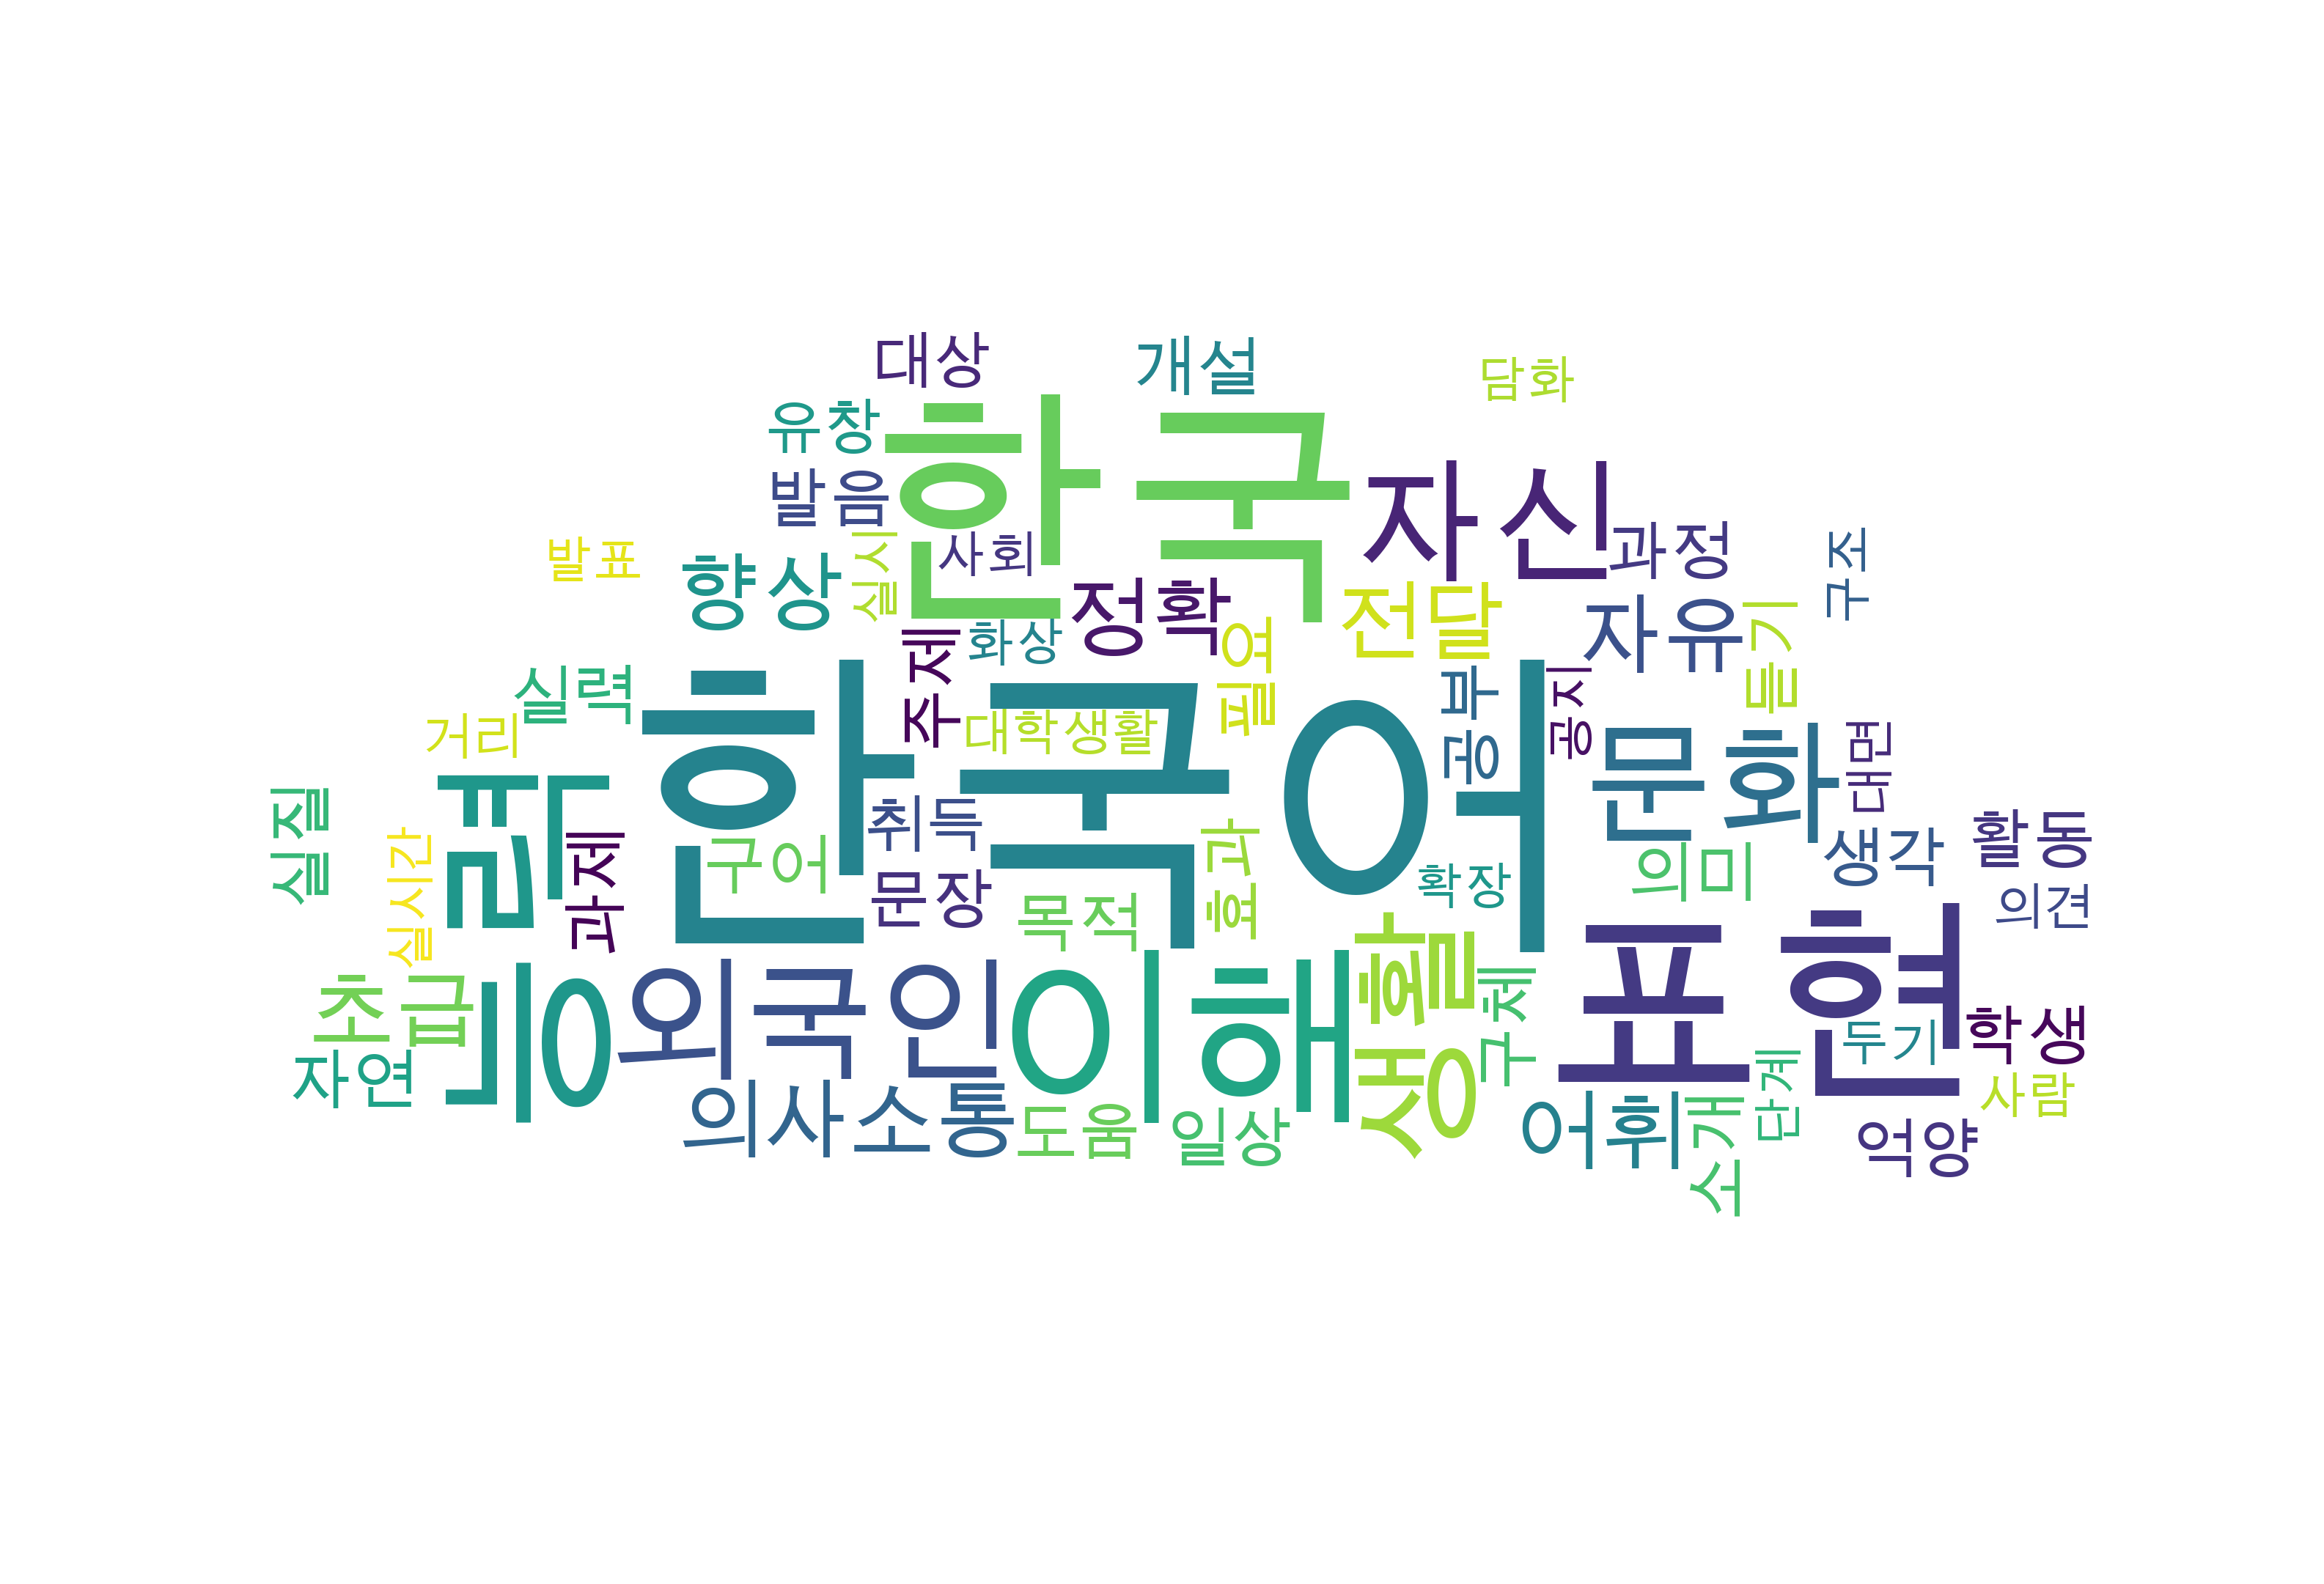 대상
개설
담화
유창
한국
발음
자신
과정
구조
발표
향상
실시
사회
정확
전달
자유
듣기
화상
주제
필요
실력
거리
한국어
대학생활
공부
공지
문화
대면
실질
실시간
능력
과제
구어
취득
문장
목적
효과
확장
의미
생각
활동
의견
초급
자연
외국인
이해
생활
구체
표현
두기
학생
사람
의사소통
도움
일상
어휘
소개
단계
억양